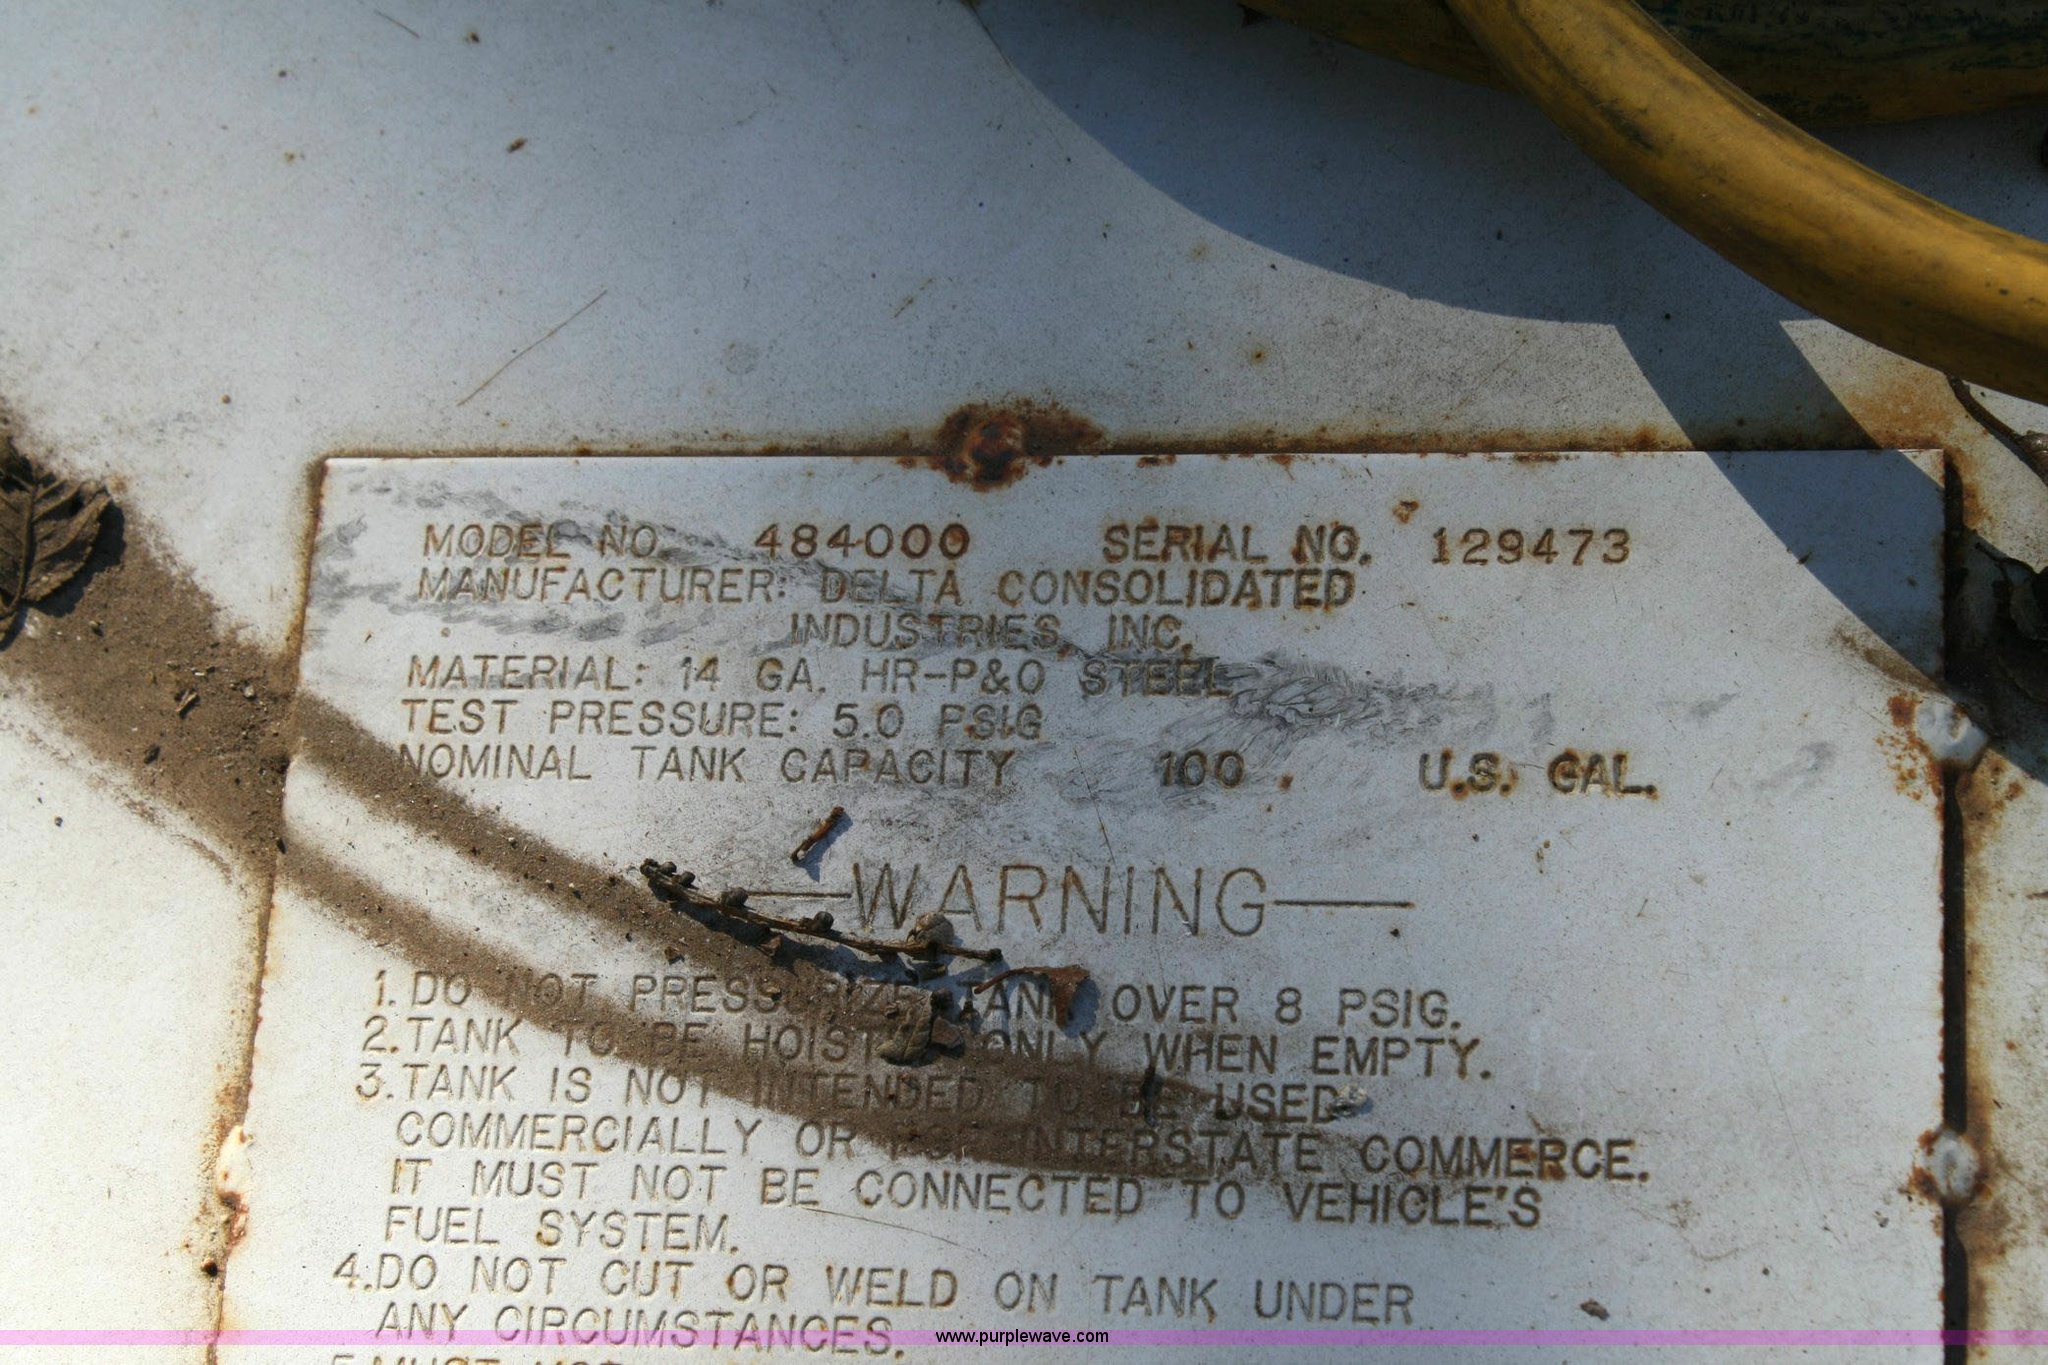 MODEL NO 484000 SERIAL NO. 129473
MANUFACTURER: DELTA CONSOLIDATED
INDUSTRIES, INC.
MATERIAL: 14 GA. HR-P&O STEEL
TEST PRESSURE: 5.0 PSIG
NOMINAL TANK CAPACITY 100 U.S. GAL.
WARNING
1. DO NOT PRESSURIZE TANK OVER 8 PSIG.
2. TANK TO BE HOISTED ONLY WHEN EMPTY.
3. TANK IS NOT INTENDED TO BE USED
COMMERCIALLY OR FOR INTERSTATE COMMERCE.
IT MUST NOT BE CONNECTED TO VEHICLE'S
FUEL SYSTEM.
4. DO NOT CUT OR WELD ON TANK UNDER
ANY CIRCUMSTANCES.
5. MUST NOT
www.purplewave.com